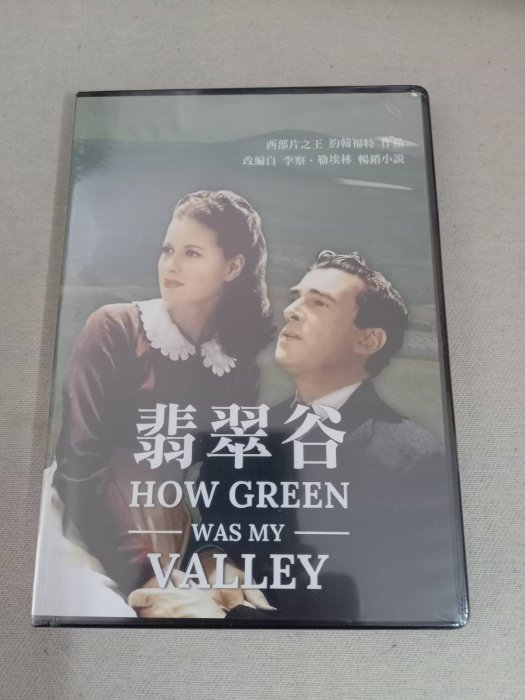 西部片之王 約翰福特 作品
改編自 李察·勒埃林 暢銷小說
翡翠谷
HOW GREEN
WAS MY
VALLEY